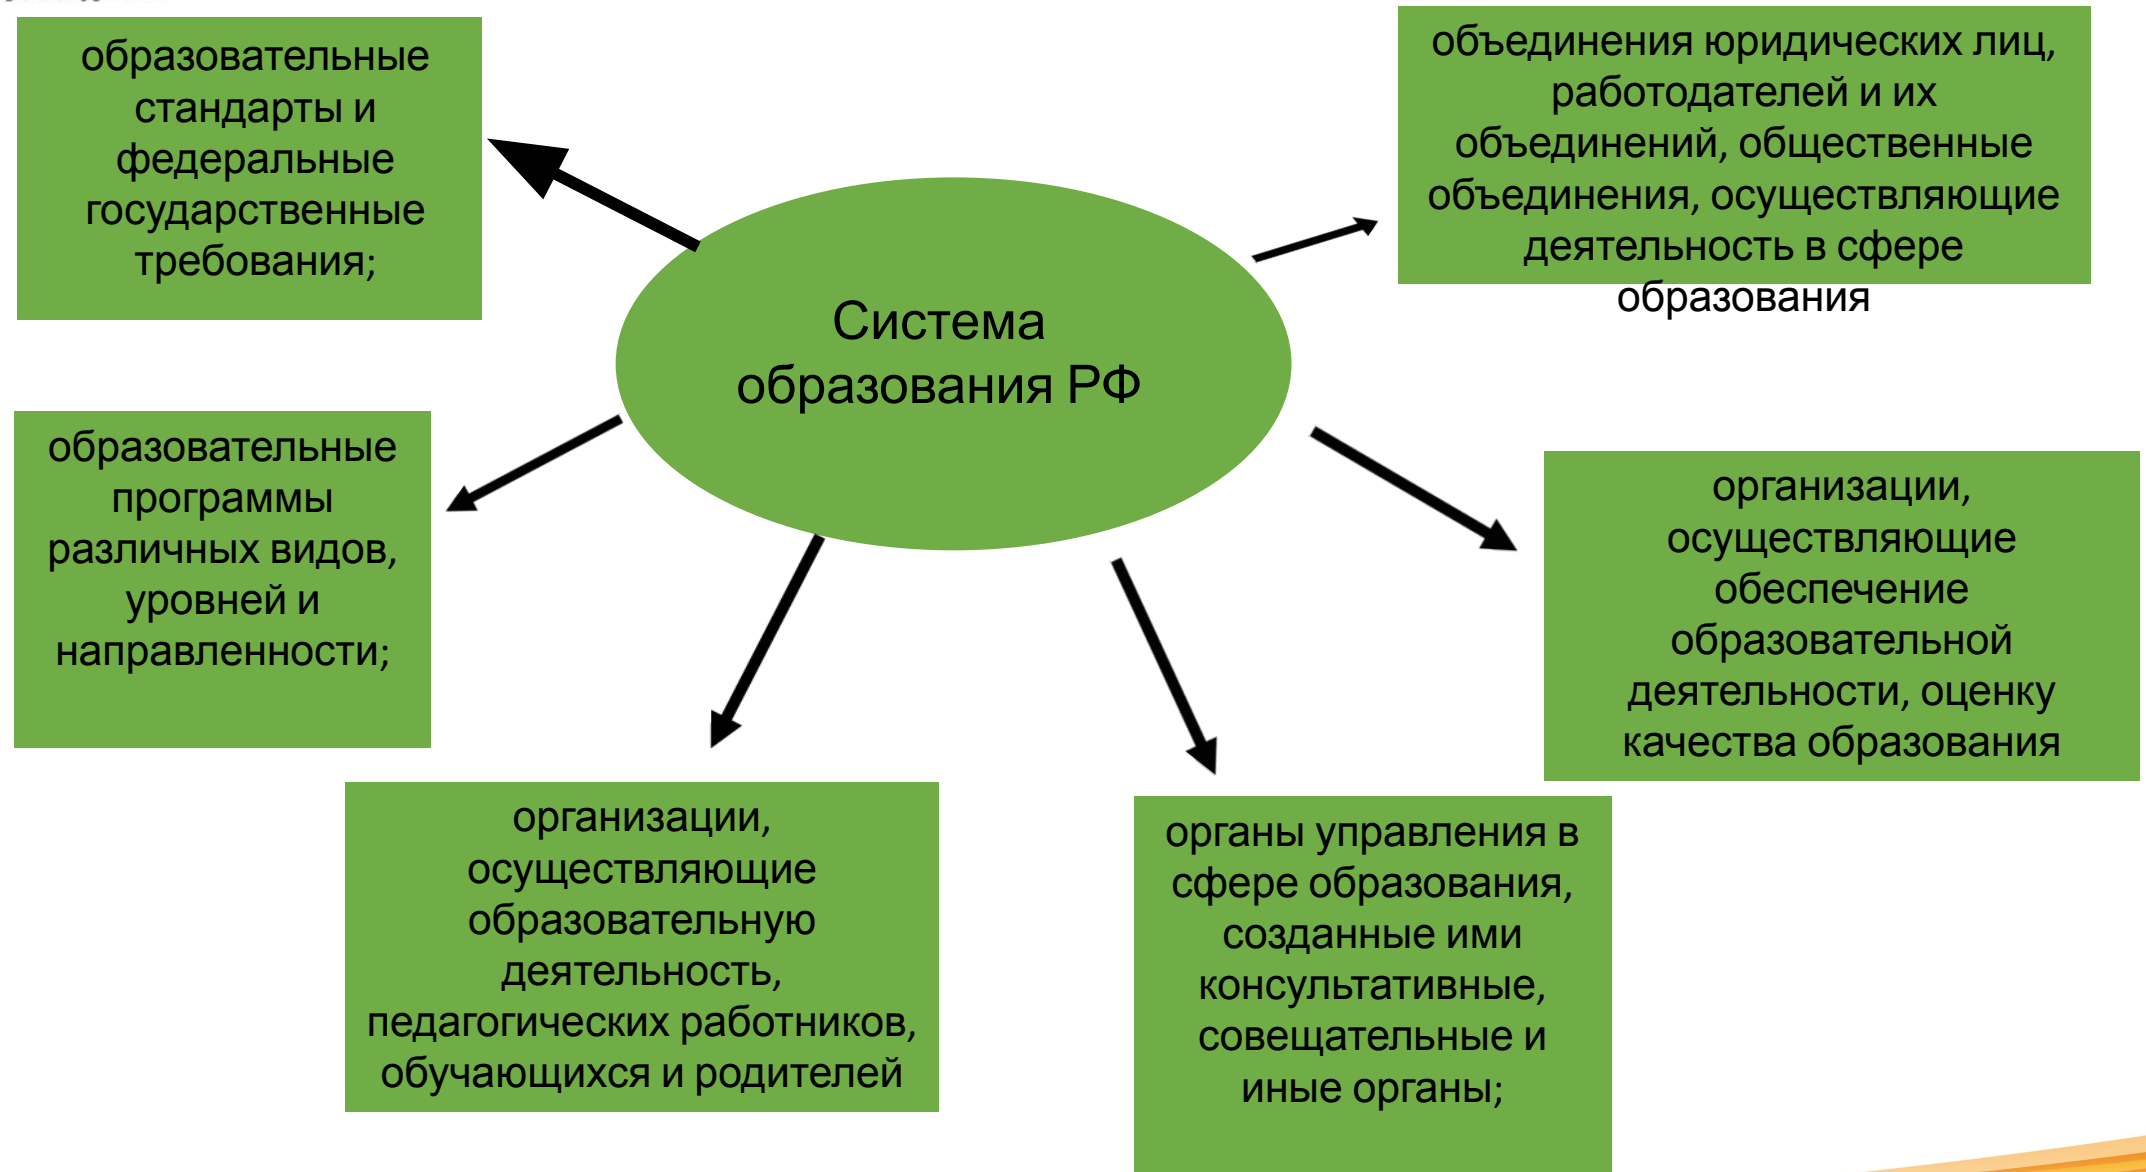 образовательные
стандарты и
федеральные
государственные
требования;
объединения юридических лиц,
работодателей и их
объединений, общественные
объединения, осуществляющие
деятельность в сфере
образования
Система
образования РФ
образовательные
программы
различных видов,
уровней и
направленности;
организации,
осуществляющие
обеспечение
образовательной
деятельности, оценку
качества образования
организации,
осуществляющие
образовательную
деятельность,
педагогических работников,
обучающихся и родителей
органы управления в
сфере образования,
созданные ими
консультативные,
совещательные и
иные органы;